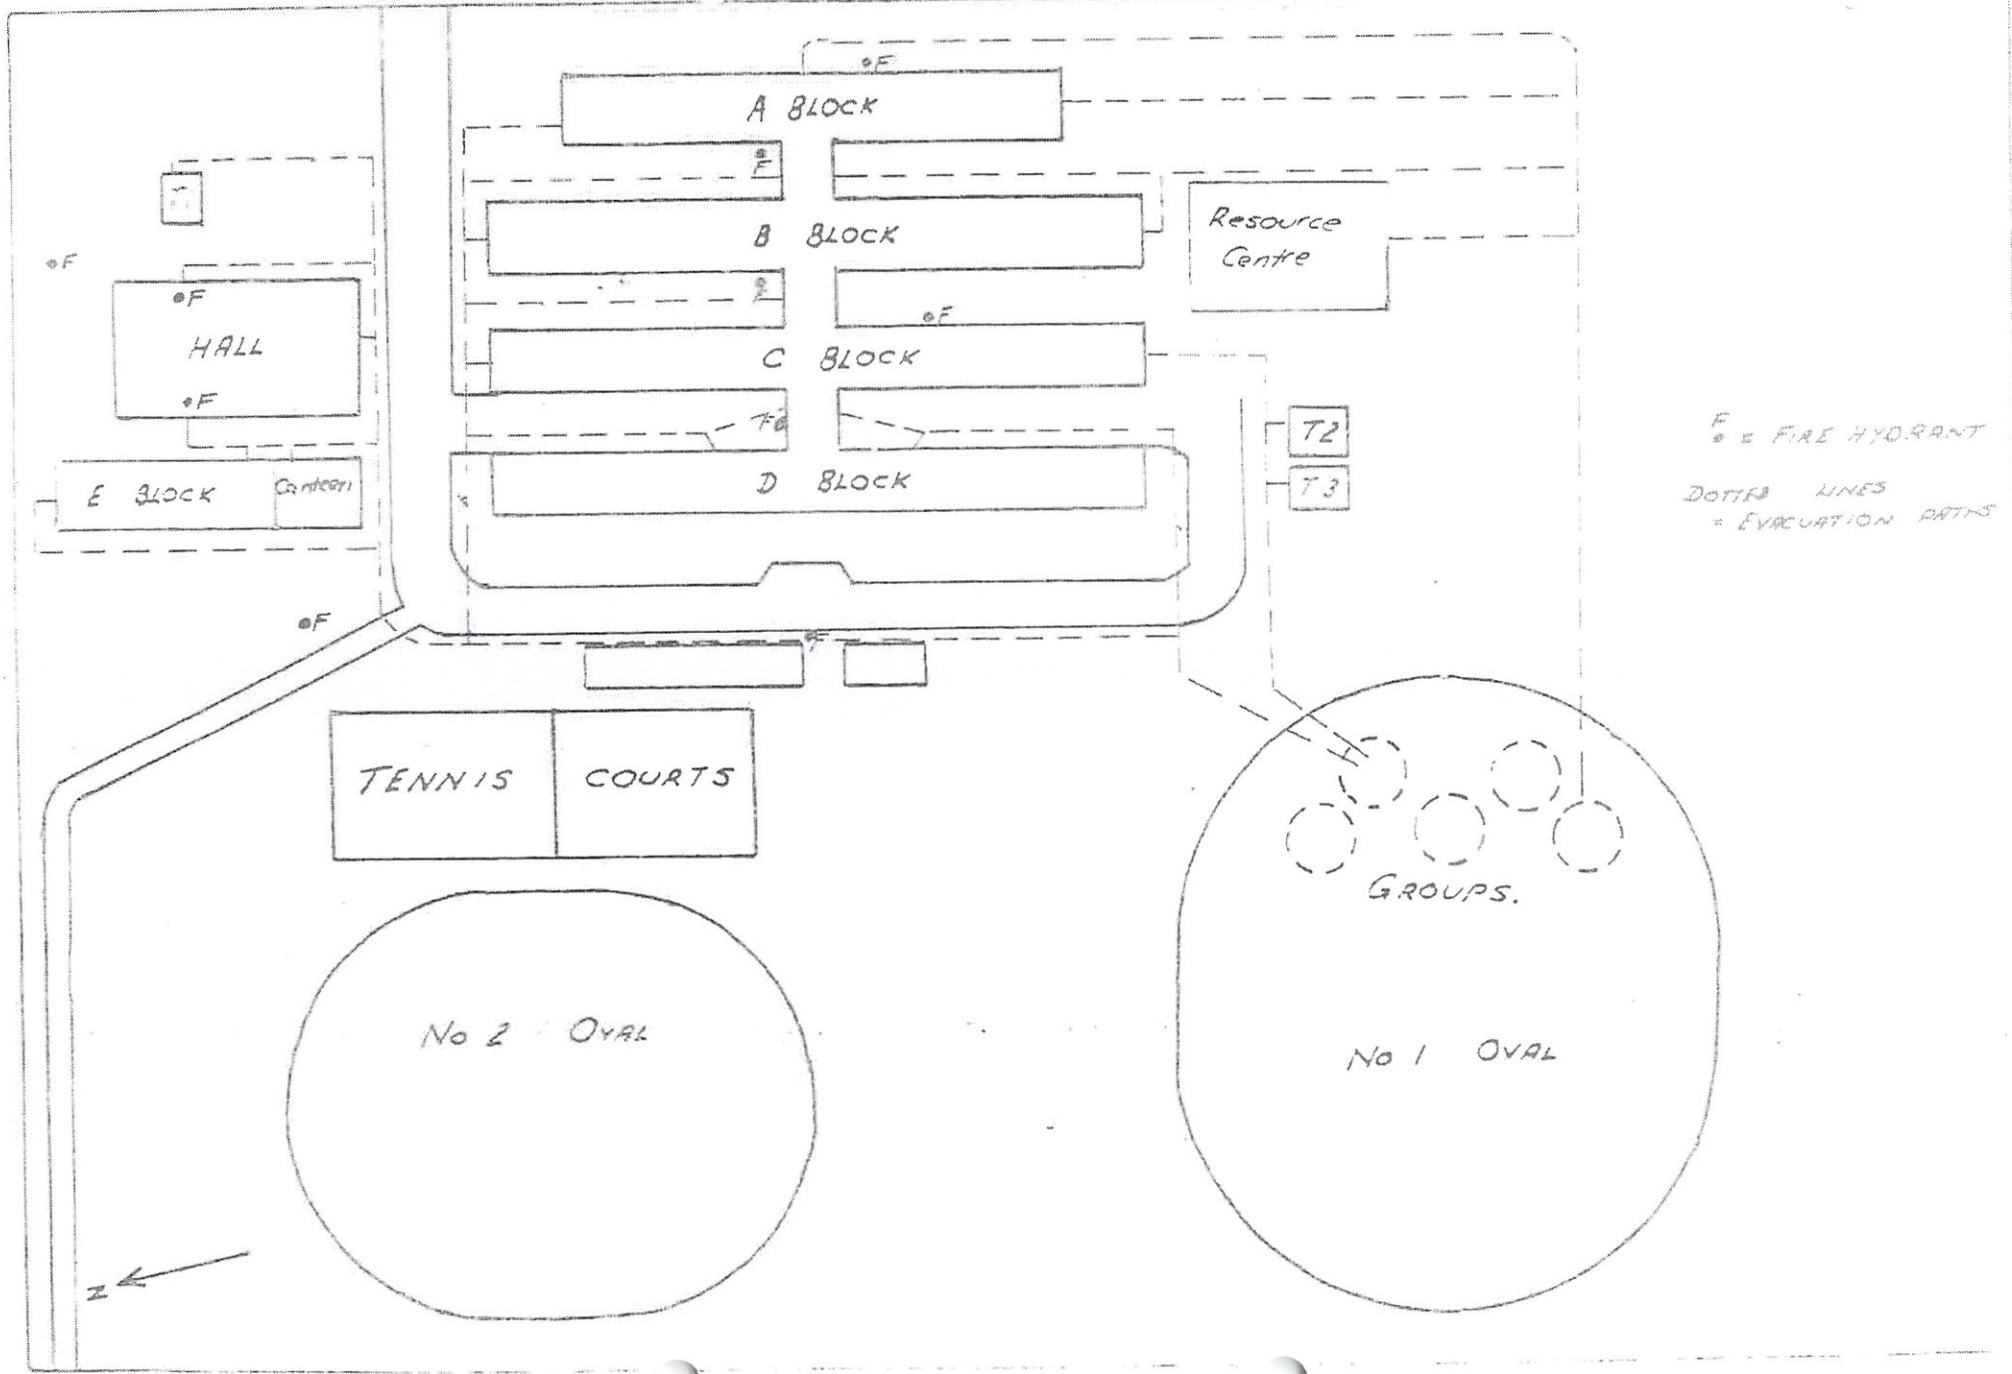 F
A BLOCK
F
F
B BLOCK
Resource
Centre
F
F
HALL
F
F
C BLOCK
F
T2
F
= FIRE HYDRANT
E BLOCK
Canteen
D BLOCK
T3
DOTTED LINES
= EVACUATION PATHS
F
F
TENNIS
COURTS
GROUPS.
No 2 OVAL
No 1 OVAL
N